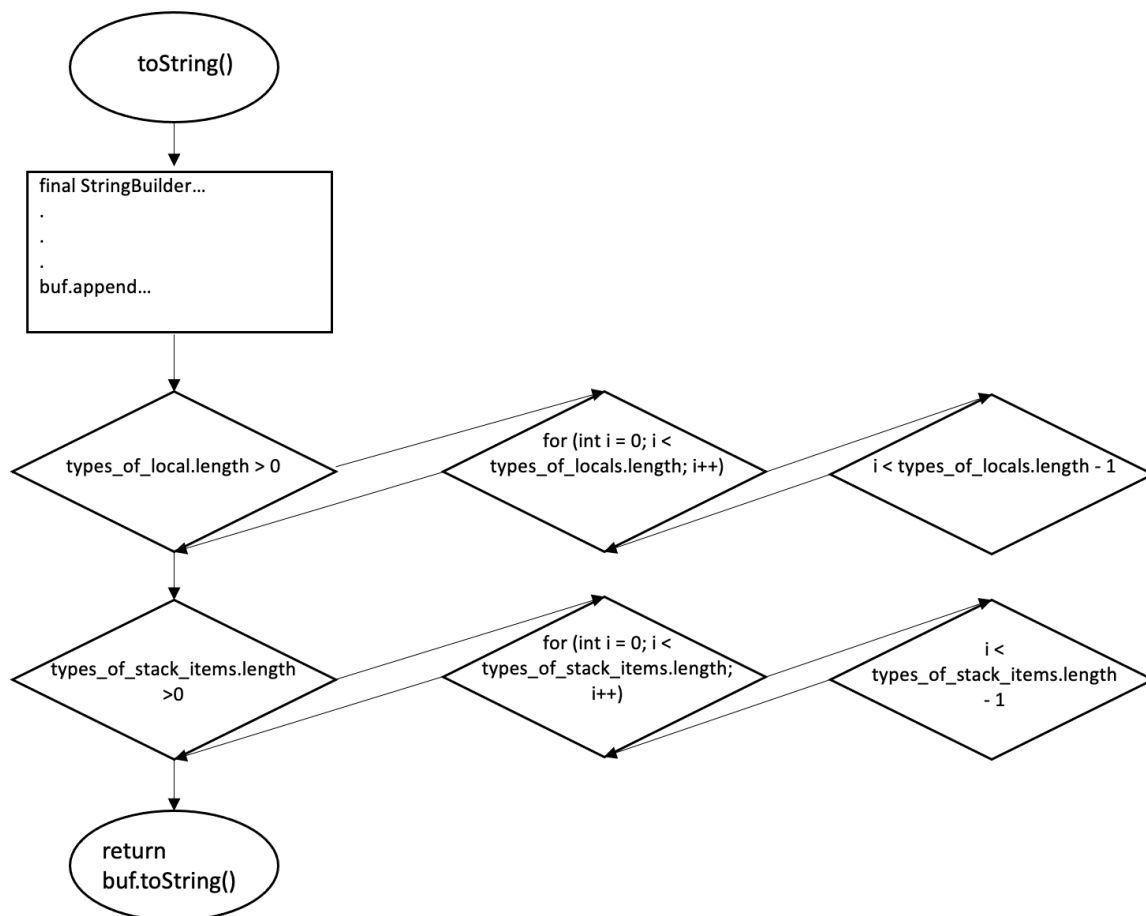 toString()
final StringBuilder...
.
.
.
buf.append...
types_of_local.length > 0
for (int i = 0; i <
types_of_locals.length; i++)
i < types_of_locals.length - 1
types_of_stack_items.length
>0
for (int i = 0; i <
types_of_stack_items.length;
i++)
i <
types_of_stack_items.length
- 1
return
buf.toString()